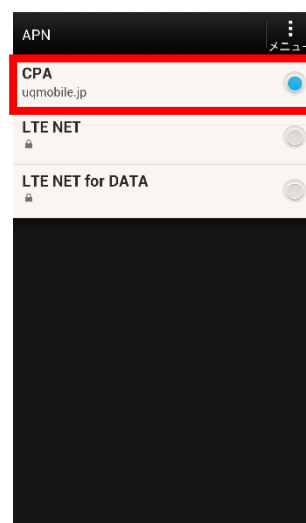 APN
メニュー
CPA
uqmobile.jp
LTE NET
LTE NET for DATA